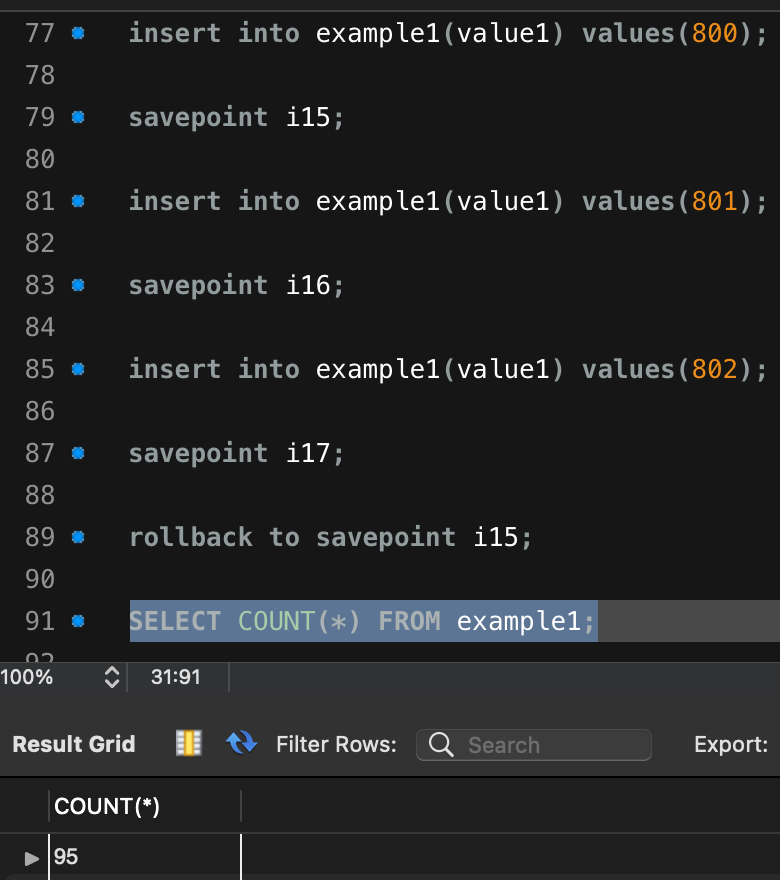 77 insert into example1(value1) values(800);
78
79 savepoint i15;
80
81 insert into example1(value1) values(801);
82
83 savepoint i16;
84
85 insert into example1(value1) values(802);
86
87 savepoint i17;
88
89 rollback to savepoint i15;
90
91 SELECT COUNT(*) FROM example1;
92
100% 31:91
Result Grid Filter Rows: Search Export:
COUNT(*)
95